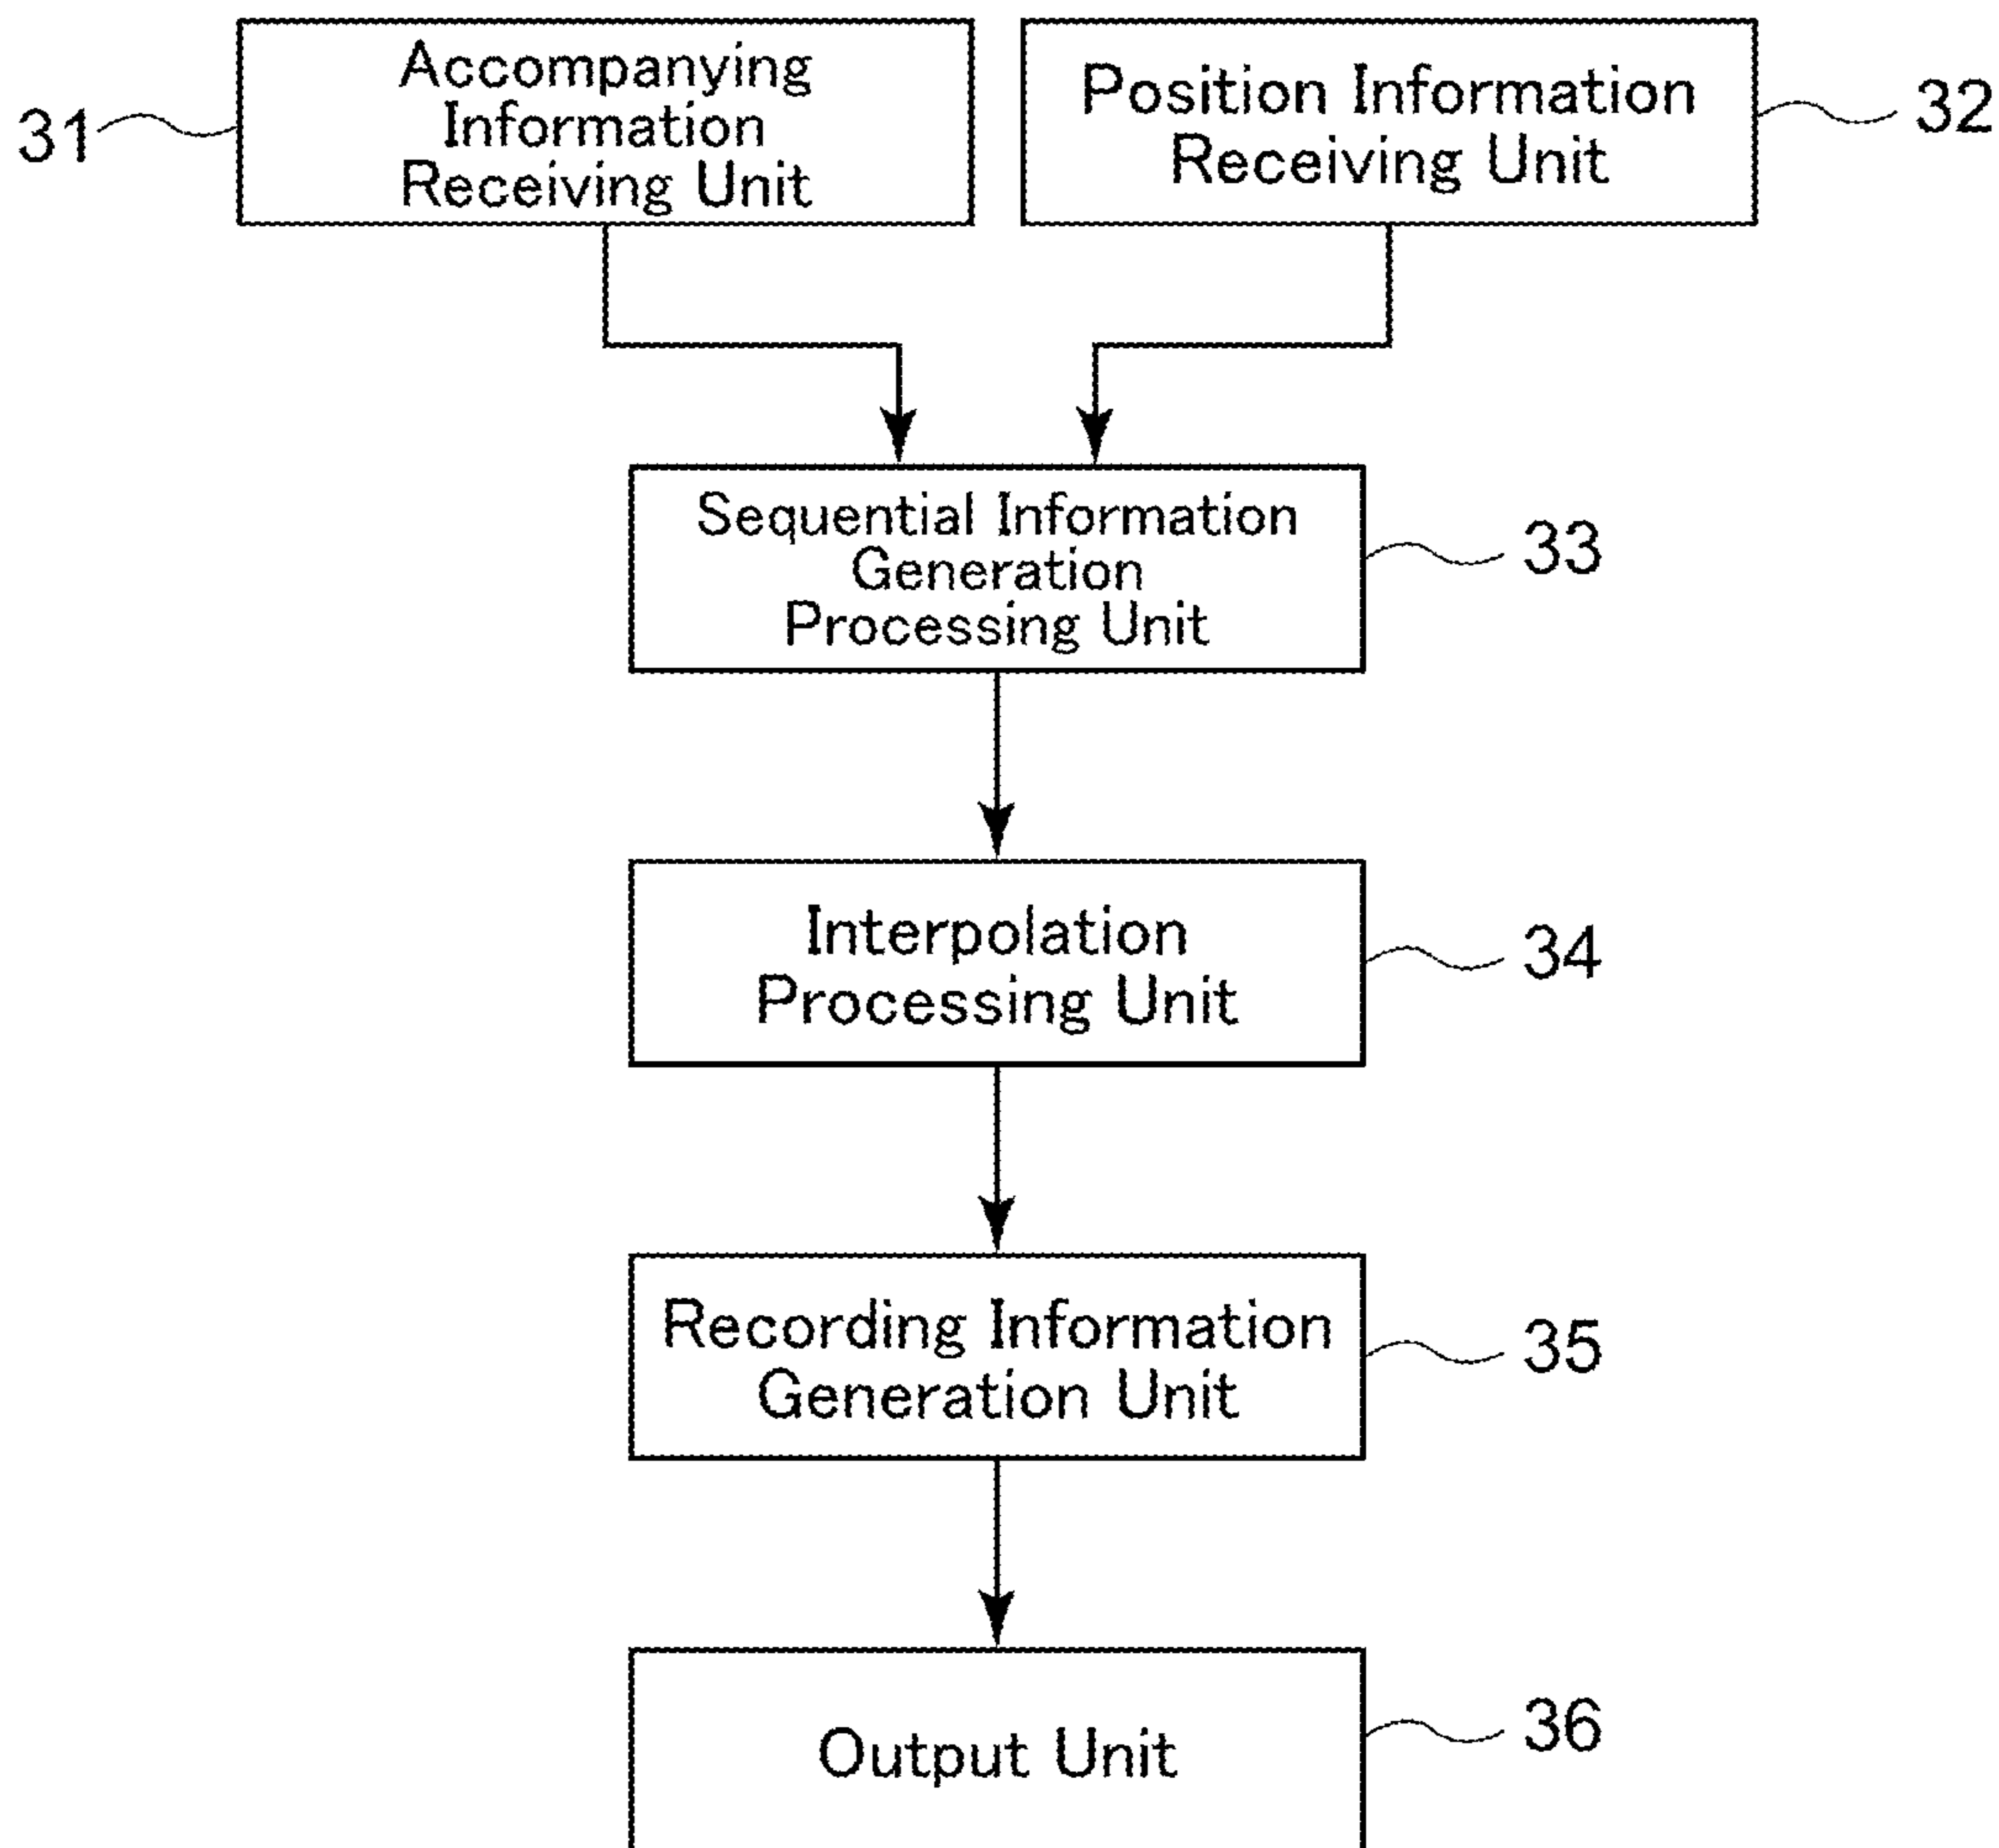 31
Accompanying
Information
Receiving Unit
Position Information
Receiving Unit
32
Sequential Information
Generation
Processing Unit
33
Interpolation
Processing Unit
34
Recording Information
Generation Unit
35
Output Unit
36